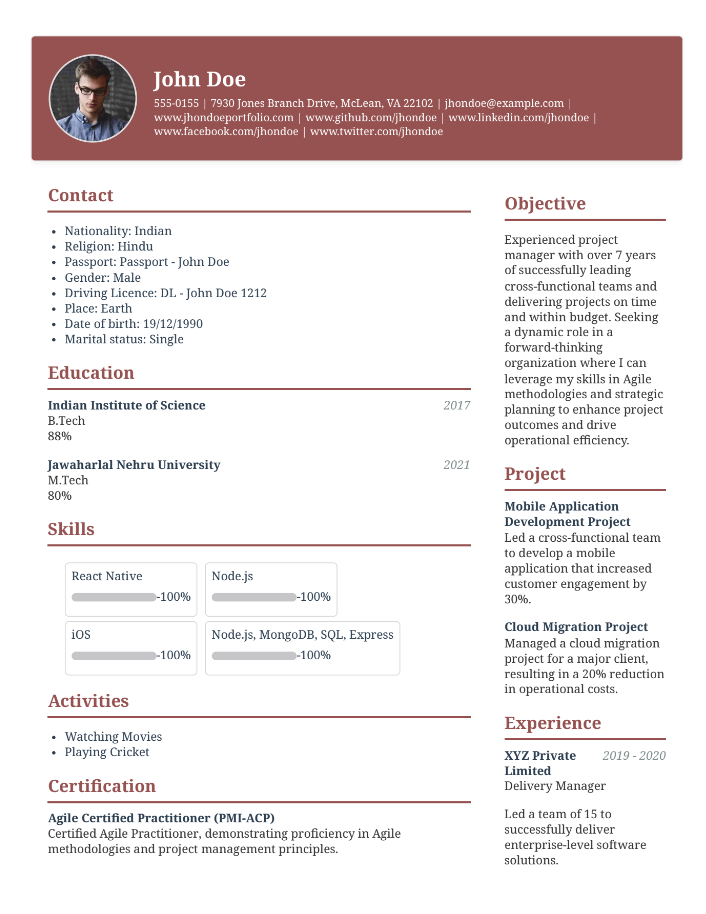 John Doe
555-0155 | 7930 Jones Branch Drive, McLean, VA 22102 | jhondoe@example.com |
www.jhondoeportfolio.com | www.github.com/jhondoe | www.linkedin.com/jhondoe |
www.facebook.com/jhondoe | www.twitter.com/jhondoe
Contact
• Nationality: Indian
• Religion: Hindu
• Passport: Passport - John Doe
• Gender: Male
• Driving Licence: DL - John Doe 1212
• Place: Earth
• Date of birth: 19/12/1990
• Marital status: Single
Education
Indian Institute of Science 2017
B.Tech
88%
Jawaharlal Nehru University 2021
M.Tech
80%
Skills
React Native
-100%
Node.js
-100%
iOS
-100%
Node.js, MongoDB, SQL, Express
-100%
Activities
• Watching Movies
• Playing Cricket
Certification
Agile Certified Practitioner (PMI-ACP)
Certified Agile Practitioner, demonstrating proficiency in Agile
methodologies and project management principles.
Objective
Experienced project
manager with over 7 years
of successfully leading
cross-functional teams and
delivering projects on time
and within budget. Seeking
a dynamic role in a
forward-thinking
organization where I can
leverage my skills in Agile
methodologies and strategic
planning to enhance project
outcomes and drive
operational efficiency.
Project
Mobile Application
Development Project
Led a cross-functional team
to develop a mobile
application that increased
customer engagement by
30%.
Cloud Migration Project
Managed a cloud migration
project for a major client,
resulting in a 20% reduction
in operational costs.
Experience
XYZ Private 2019 - 2020
Limited
Delivery Manager
Led a team of 15 to
successfully deliver
enterprise-level software
solutions.